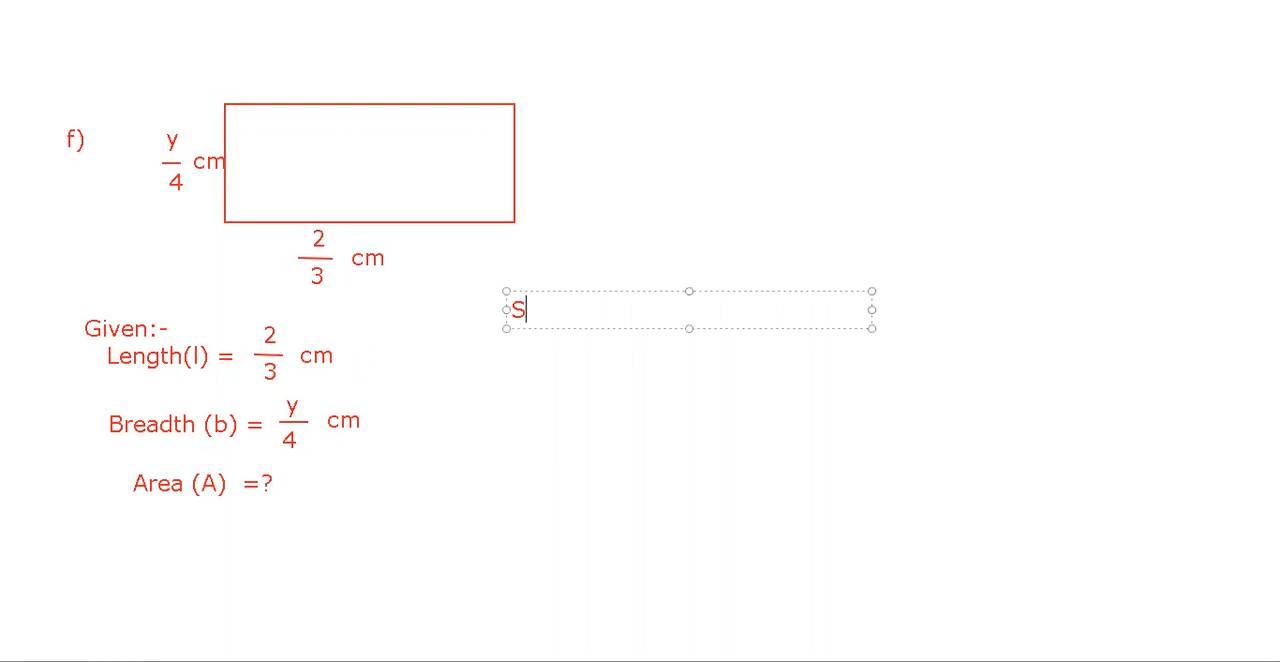 f)
y
4 cm
2
3 cm
Given:-
Length(l) = 2
3 cm
Breadth (b) = y
4 cm
Area (A) =?
S